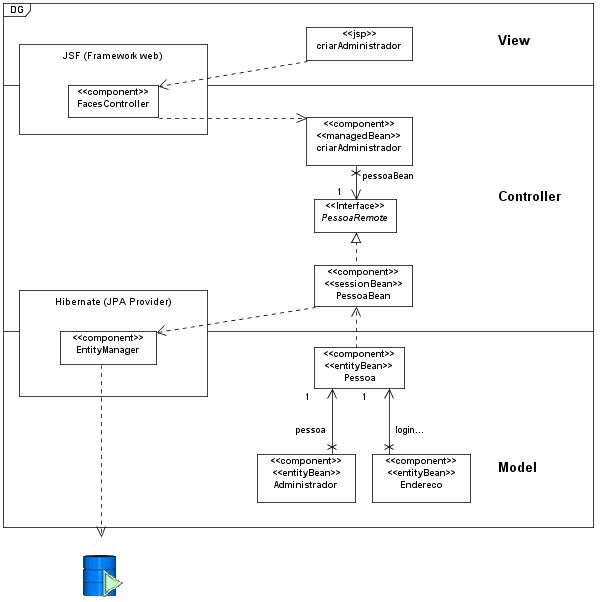 DG
<<jsp>>
criarAdministrador
View
JSF (Framework web)
<<component>>
FacesController
<<component>>
<<managedBean>>
criarAdministrador
pessoaBean
1
<<Interface>>
PessoaRemote
Controller
<<component>>
<<sessionBean>>
PessoaBean
Hibernate (JPA Provider)
<<component>>
EntityManager
<<component>>
<<entityBean>>
Pessoa
1
1
pessoa
login...
<<component>>
<<entityBean>>
Administrador
<<component>>
<<entityBean>>
Endereco
Model